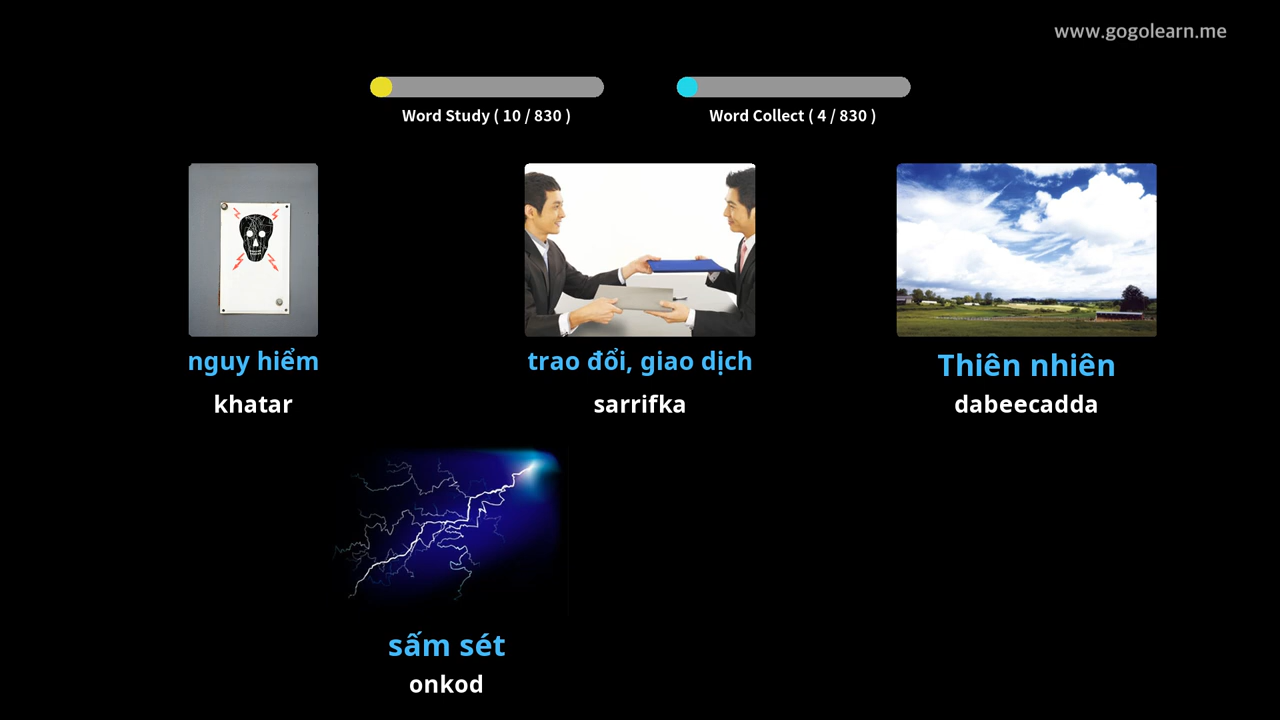 www.gogolearn.me
Word Study ( 10 / 830 )
Word Collect ( 4 / 830 )
nguy hiểm
khatar
trao đổi, giao dịch
sarrifka
Thiên nhiên
dabeecadda
sấm sét
onkod